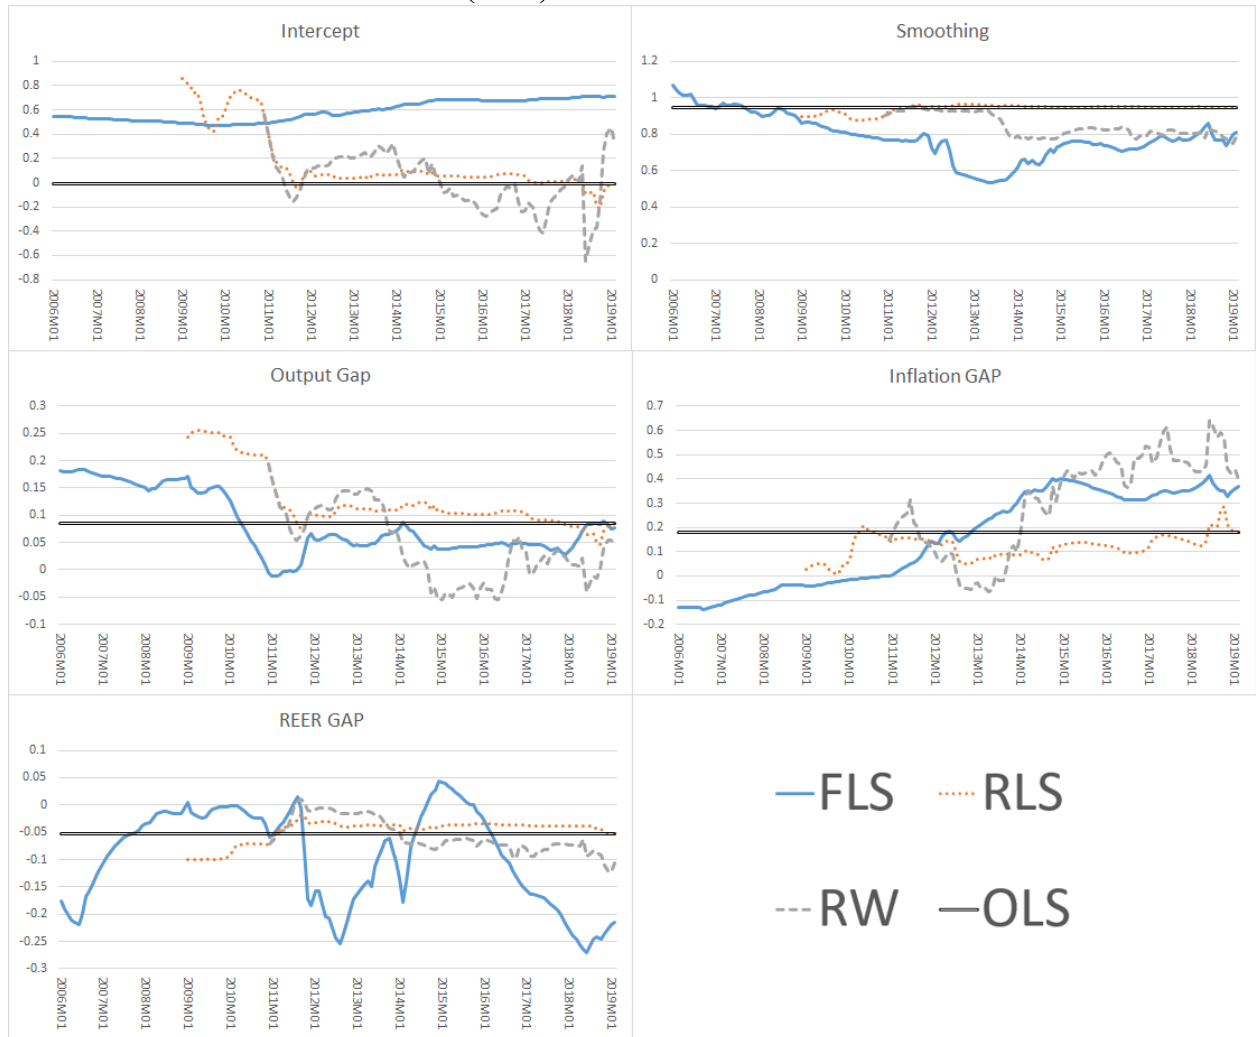 Intercept
1
0.8
0.6
0.4
0.2
0
-0.2
-0.4
-0.6
-0.8
2006M01
2007M01
2008M01
2009M01
2010M01
2011M01
2012M01
2013M01
2014M01
2015M01
2016M01
2017M01
2018M01
2019M01
Smoothing
1.2
1
0.8
0.6
0.4
0.2
0
2006M01
2007M01
2008M01
2009M01
2010M01
2011M01
2012M01
2013M01
2014M01
2015M01
2016M01
2017M01
2018M01
2019M01
Output Gap
0.3
0.25
0.2
0.15
0.1
0.05
0
-0.05
-0.1
2006M01
2007M01
2008M01
2009M01
2010M01
2011M01
2012M01
2013M01
2014M01
2015M01
2016M01
2017M01
2018M01
2019M01
Inflation GAP
0.7
0.6
0.5
0.4
0.3
0.2
0.1
0
-0.1
-0.2
2006M01
2007M01
2008M01
2009M01
2010M01
2011M01
2012M01
2013M01
2014M01
2015M01
2016M01
2017M01
2018M01
2019M01
REER GAP
0.1
0.05
0
-0.05
-0.1
-0.15
-0.2
-0.25
-0.3
2006M01
2007M01
2008M01
2009M01
2010M01
2011M01
2012M01
2013M01
2014M01
2015M01
2016M01
2017M01
2018M01
2019M01
FLS RLS
RW OLS